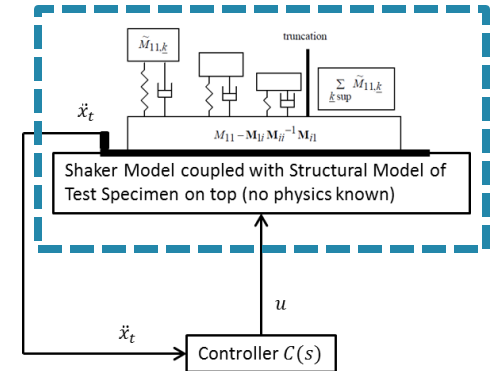 truncation
M̃₁₁,k̲
∑ M̃₁₁,k̲
k̲ sup
ẍₜ
M₁₁ − M₁ᵢ Mᵢᵢ⁻¹ Mᵢ₁
Shaker Model coupled with Structural Model of
Test Specimen on top (no physics known)
u
ẍₜ
Controller C(s)